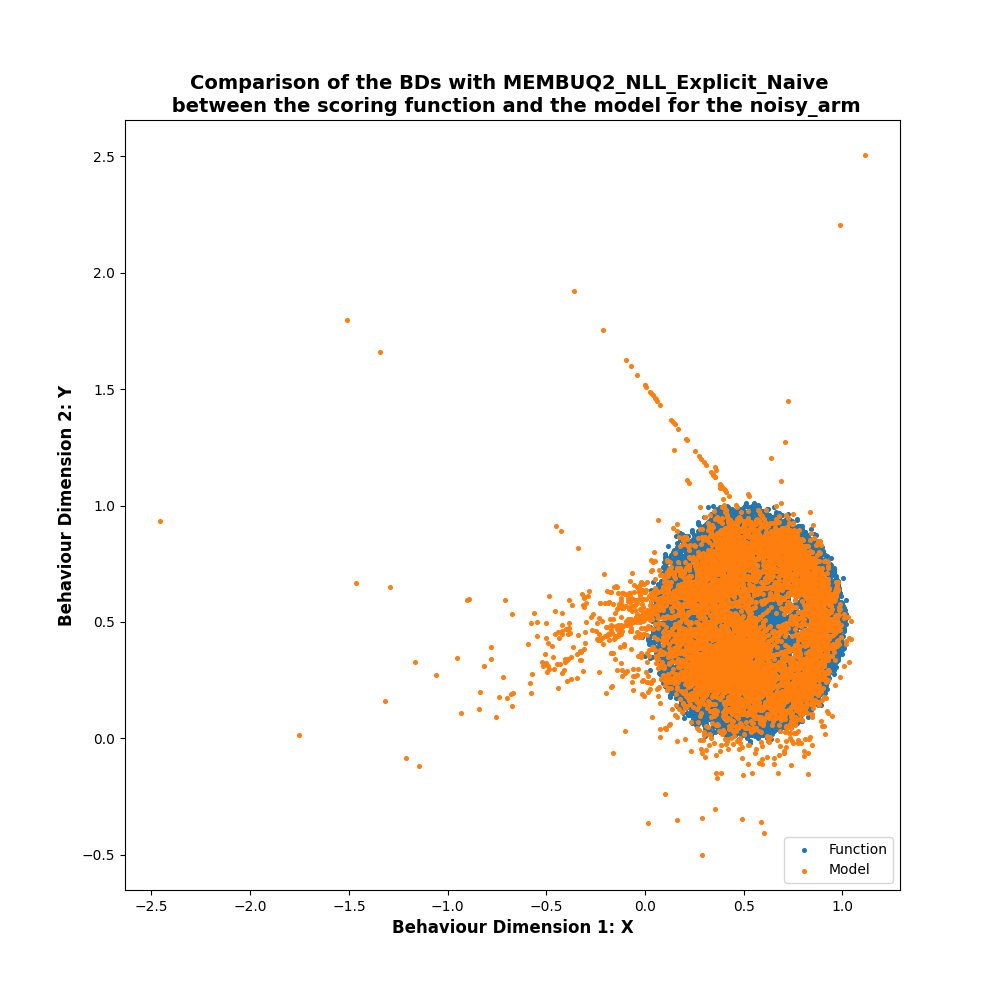 Comparison of the BDs with MEMBUQ2_NLL_Explicit_Naive
between the scoring function and the model for the noisy_arm
2.5
2.0
1.5
1.0
0.5
0.0
−0.5
Behaviour Dimension 2: Y
Function
Model
−2.5 −2.0 −1.5 −1.0 −0.5 0.0 0.5 1.0
Behaviour Dimension 1: X